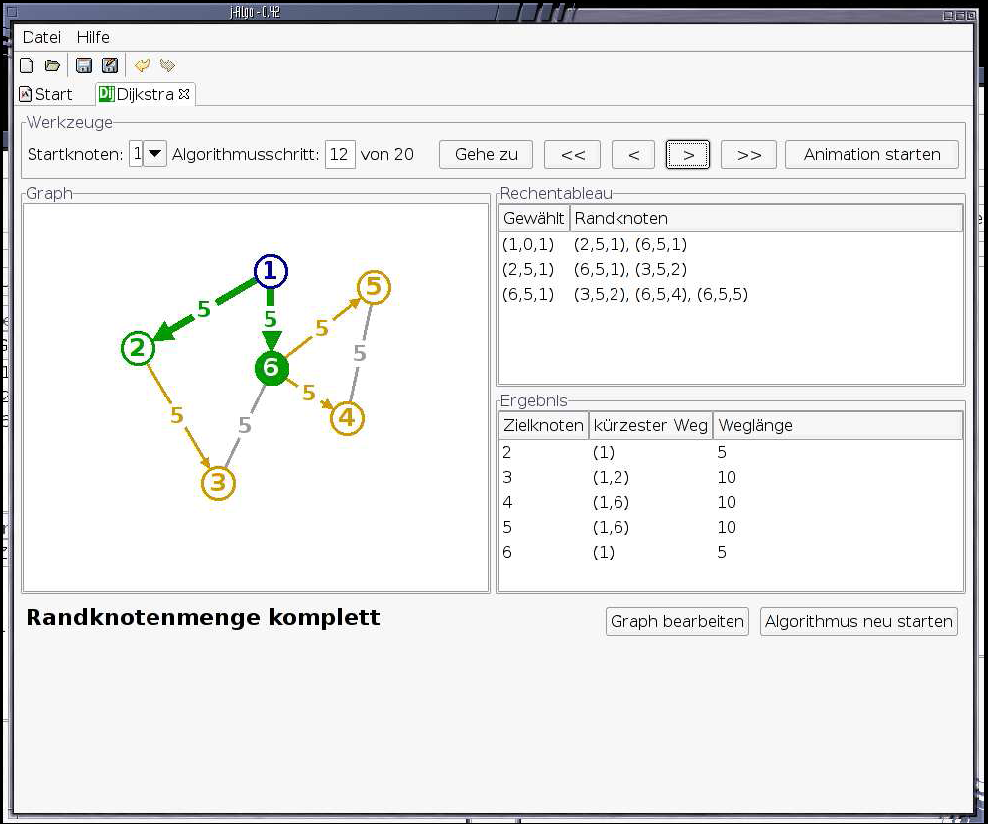 j-Algo - 0.42
Datei Hilfe
Start Dijkstra
Werkzeuge
Startknoten: 1 Algorithmusschritt: 12 von 20 Gehe zu << < > >> Animation starten
Graph
1
5
5
2
5
6
5
5
5
4
5
5
3
Rechentableau
Gewählt Randknoten
(1,0,1) (2,5,1), (6,5,1)
(2,5,1) (6,5,1), (3,5,2)
(6,5,1) (3,5,2), (6,5,4), (6,5,5)
Ergebnis
Zielknoten kürzester Weg Weglänge
2 (1) 5
3 (1,2) 10
4 (1,6) 10
5 (1,6) 10
6 (1) 5
Randknotenmenge komplett
Graph bearbeiten Algorithmus neu starten